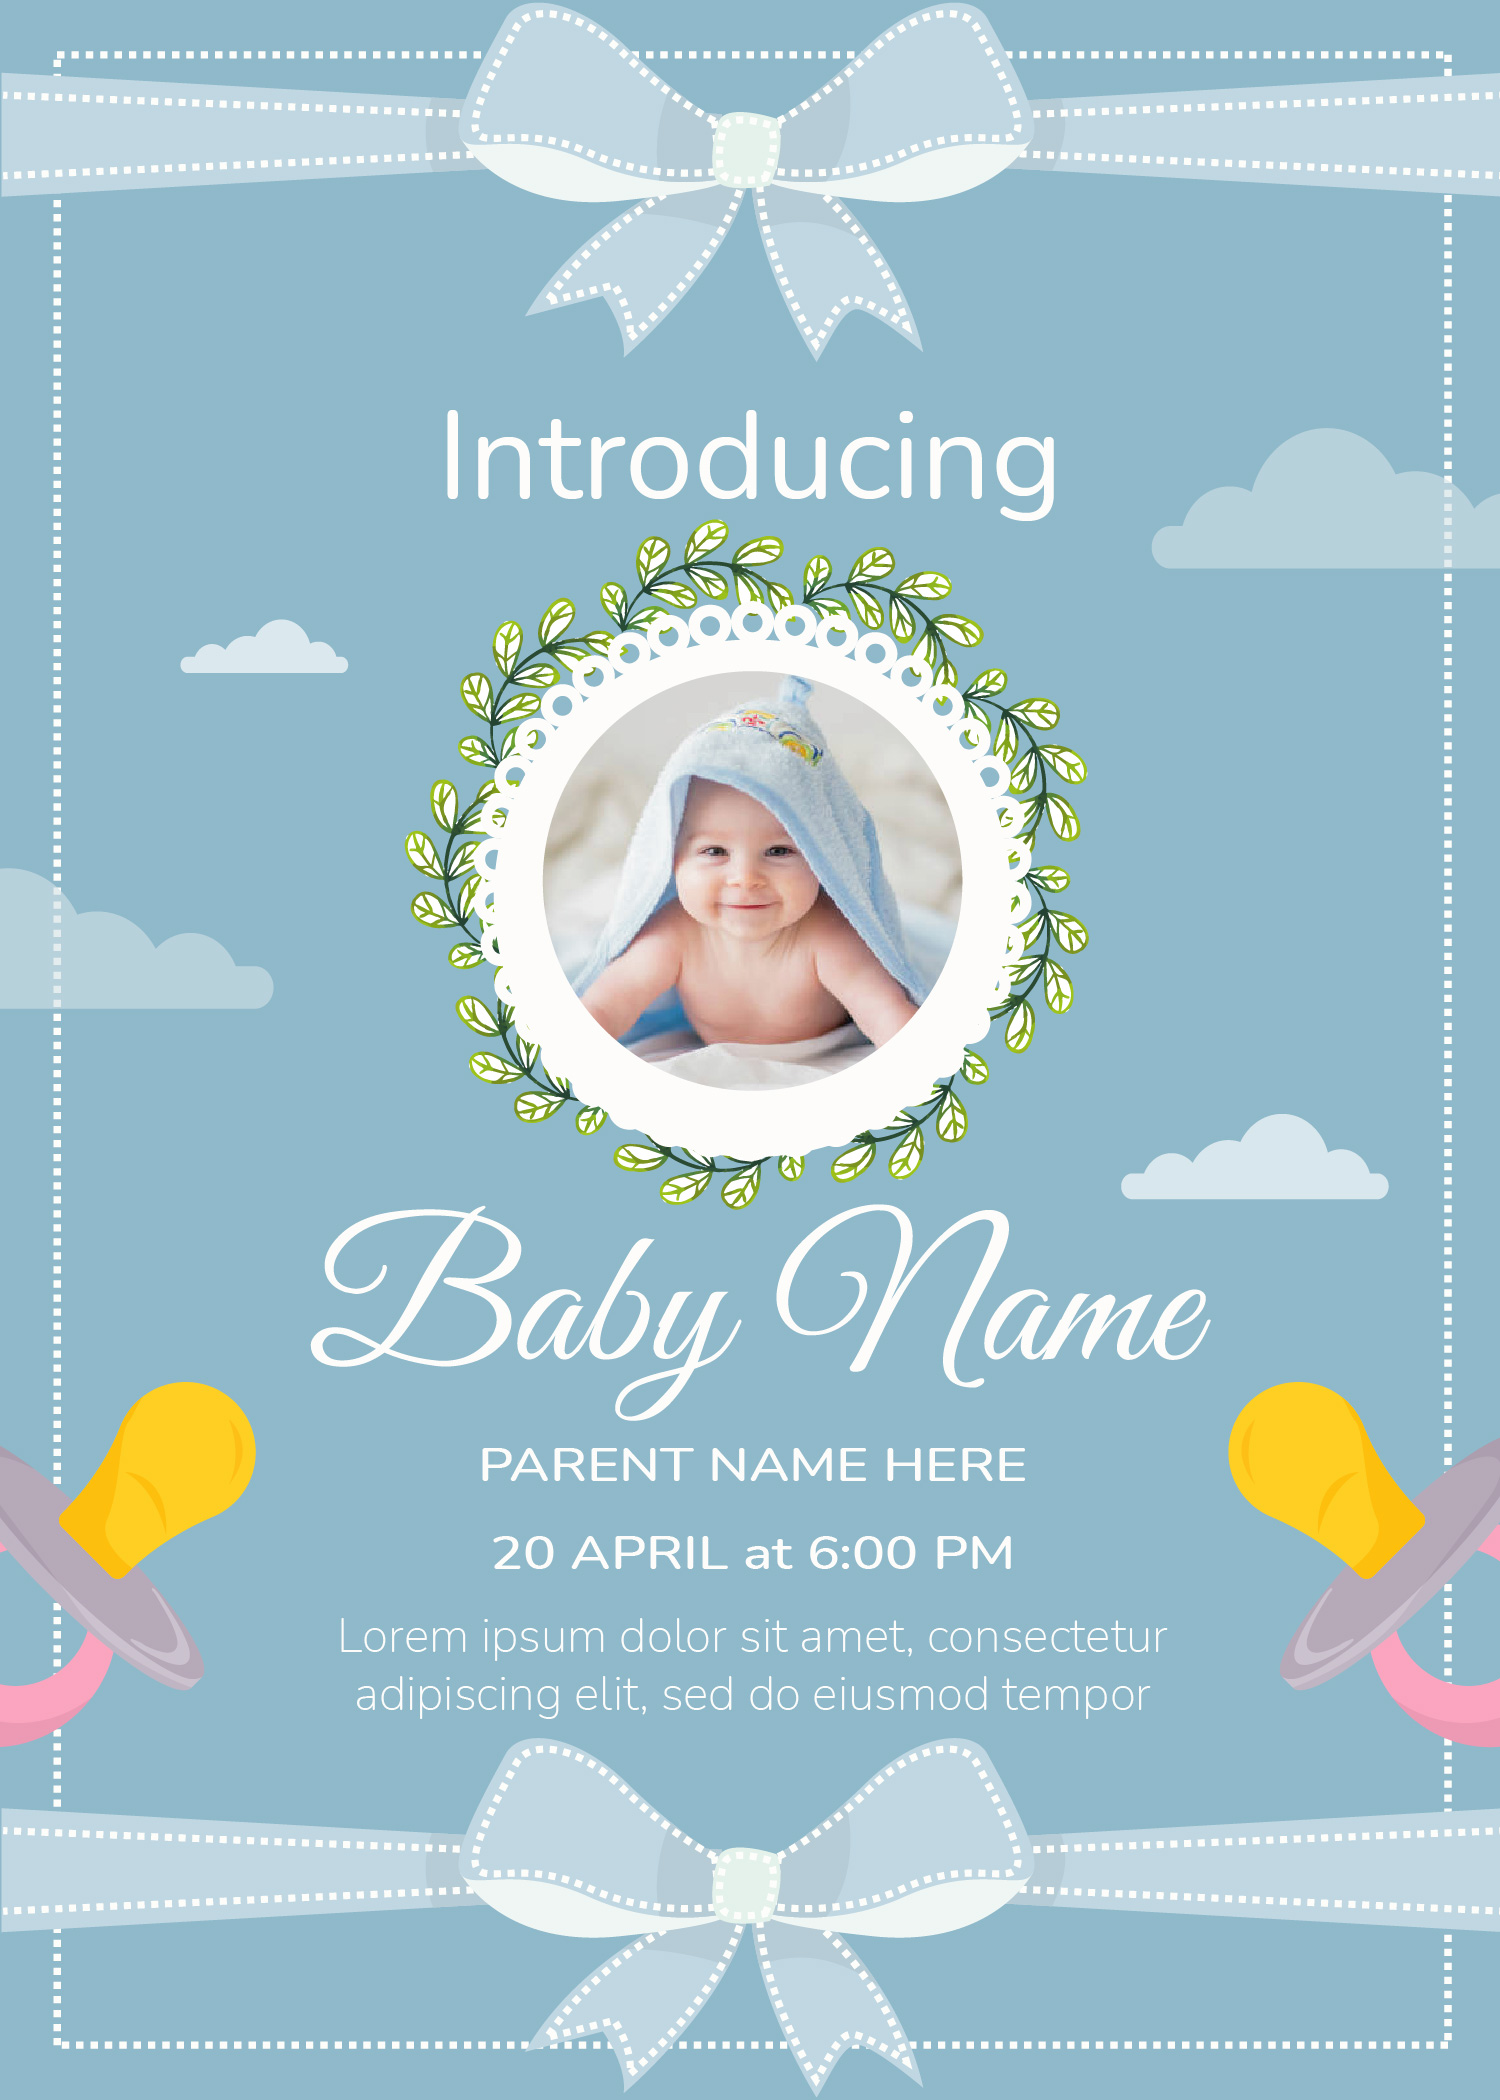 Introducing
Baby Name
PARENT NAME HERE
20 APRIL at 6:00 PM
Lorem ipsum dolor sit amet, consectetur
adipiscing elit, sed do eiusmod tempor